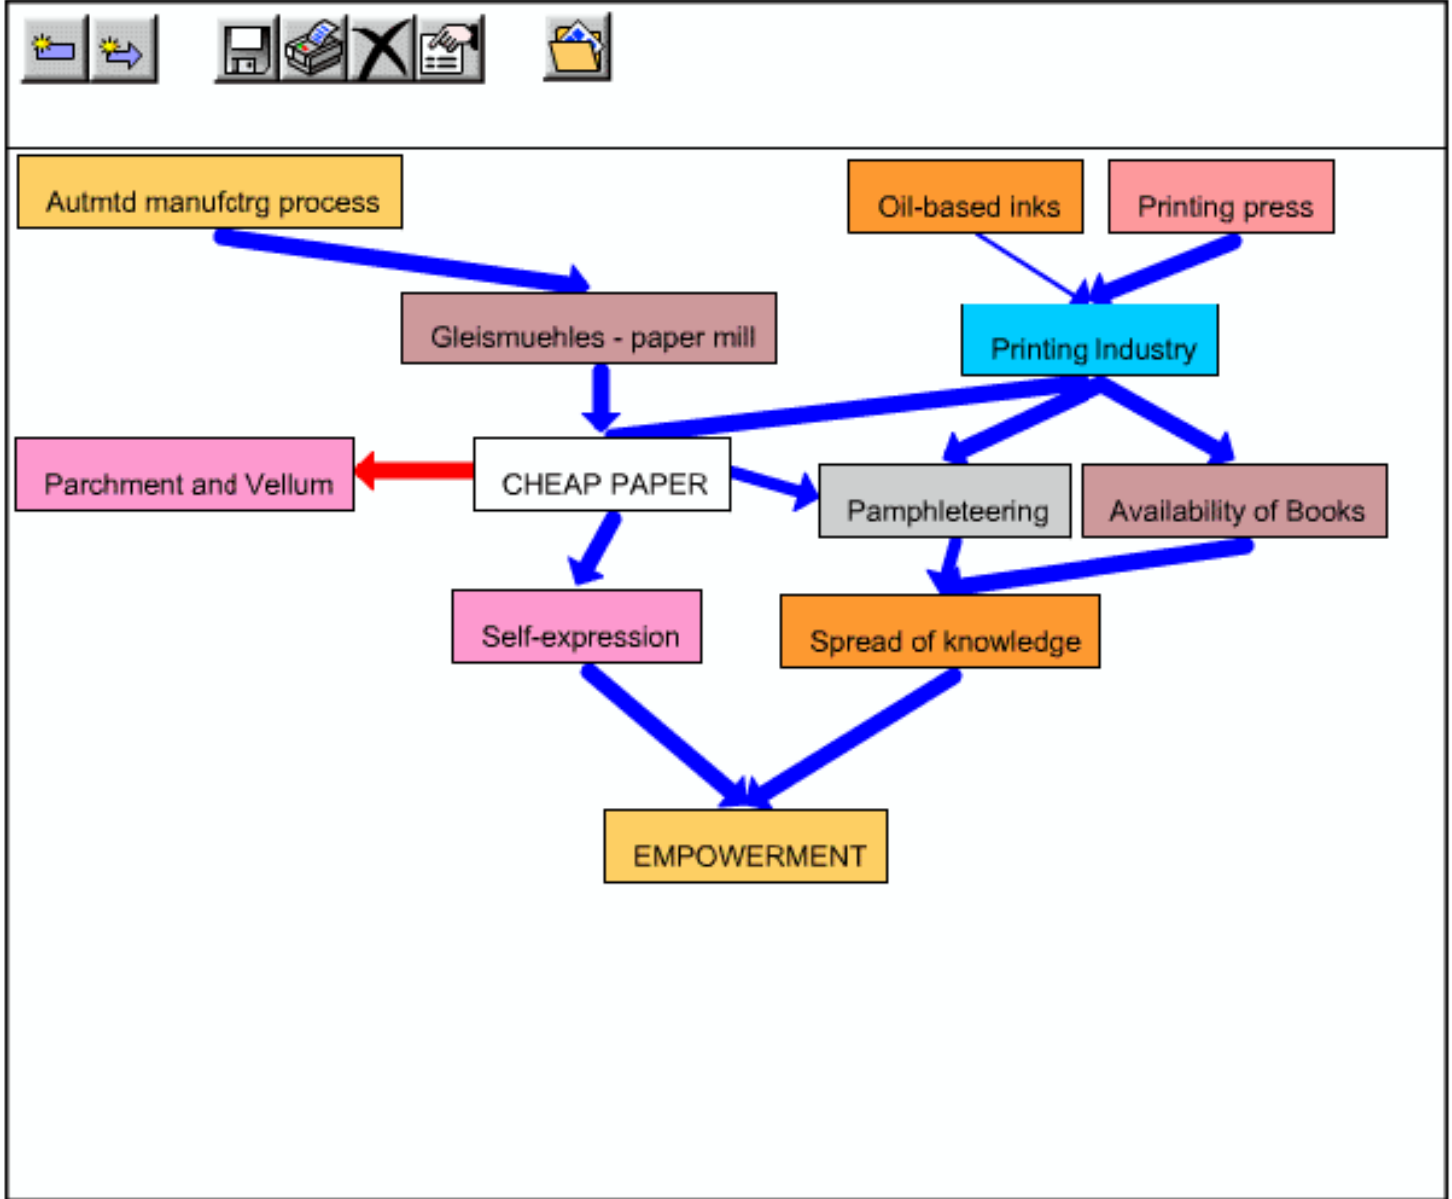 Autmtd manufctrg process
Oil-based inks
Printing press
Gleismuehles - paper mill
Printing Industry
Parchment and Vellum
CHEAP PAPER
Pamphleteering
Availability of Books
Self-expression
Spread of knowledge
EMPOWERMENT